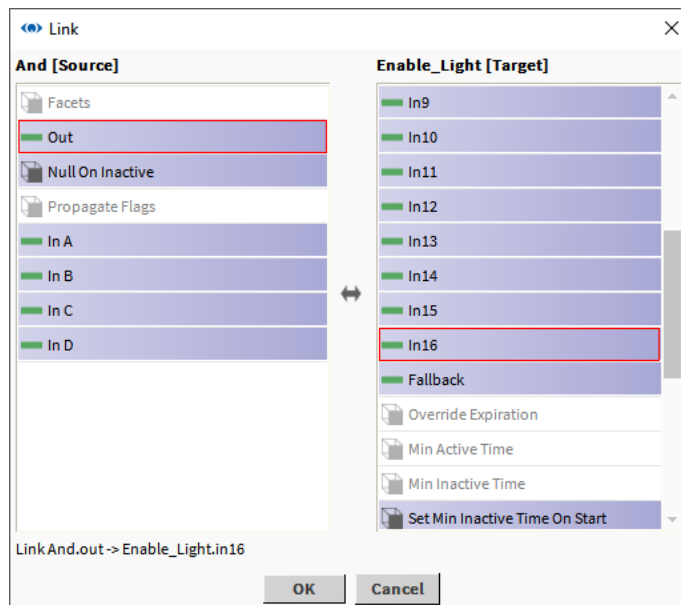 Link
And [Source]
Facets
Out
Null On Inactive
Propagate Flags
In A
In B
In C
In D
Enable_Light [Target]
In9
In10
In11
In12
In13
In14
In15
In16
Fallback
Override Expiration
Min Active Time
Min Inactive Time
Set Min Inactive Time On Start
Link And.out -> Enable_Light.in16
OK
Cancel